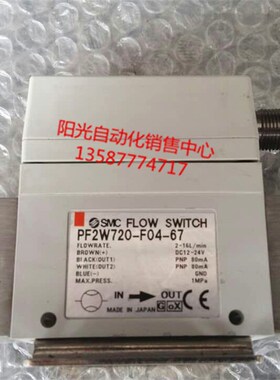 阳光自动化销售中心
13587774717
SMC FLOW SWITCH
PF2W720-F04-67
FLOWRATE. 2-16L/min
BROWN(+) DC12-24V
BLACK(OUT1) PNP 80mA
WHITE(OUT2) PNP 80mA
BLUE(-) GND
MAX.PRESS. 1MPa
IN OUT
MADE IN JAPAN